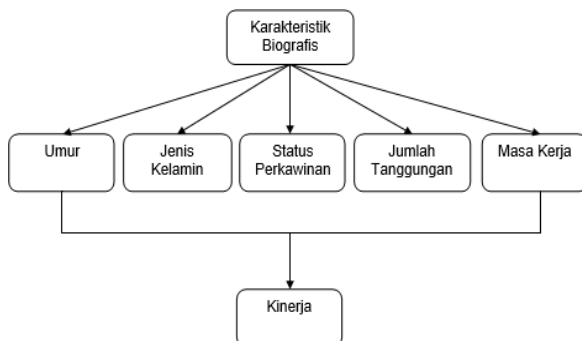 Karakteristik
Biografis
Umur
Jenis
Kelamin
Status
Perkawinan
Jumlah
Tanggungan
Masa Kerja
Kinerja